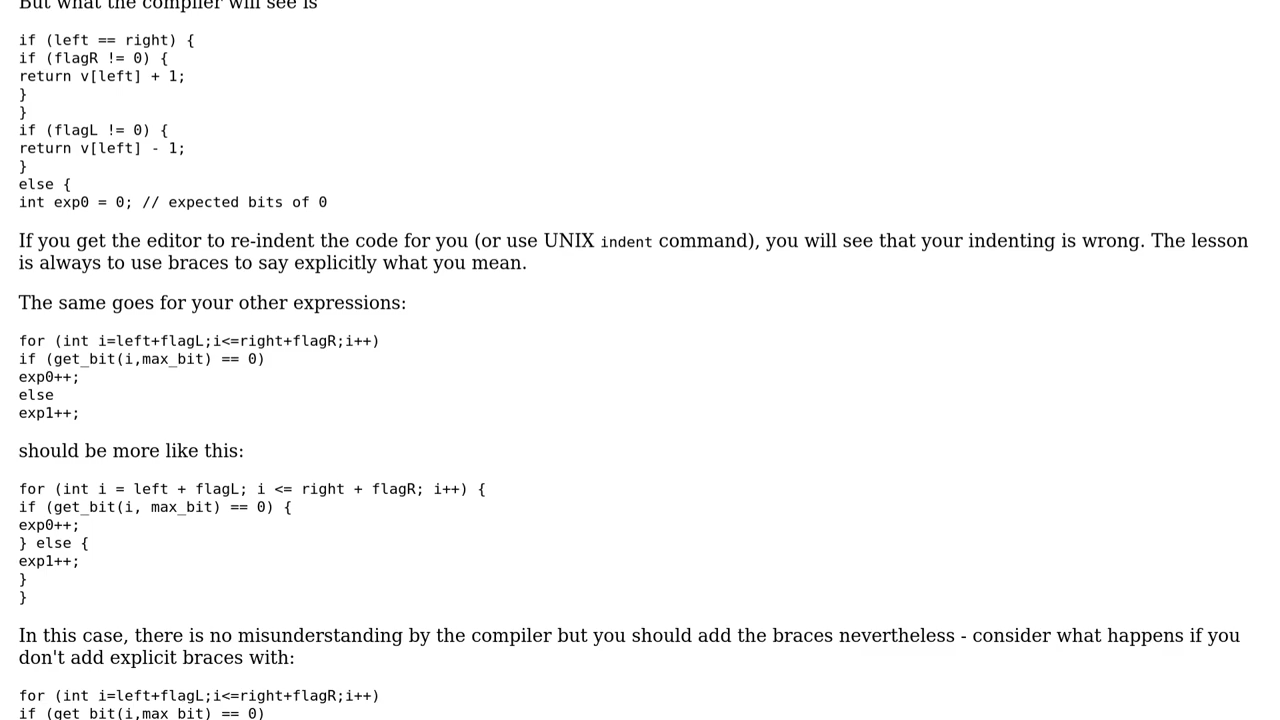 But what the compiler will see is
if (left == right) {
if (flagR != 0) {
return v[left] + 1;
}
}
if (flagL != 0) {
return v[left] - 1;
}
else {
int exp0 = 0; // expected bits of 0
If you get the editor to re-indent the code for you (or use UNIX indent command), you will see that your indenting is wrong. The lesson
is always to use braces to say explicitly what you mean.
The same goes for your other expressions:
for (int i=left+flagL;i<=right+flagR;i++)
if (get_bit(i,max_bit) == 0)
exp0++;
else
exp1++;
should be more like this:
for (int i = left + flagL; i <= right + flagR; i++) {
if (get_bit(i, max_bit) == 0) {
exp0++;
} else {
exp1++;
}
}
In this case, there is no misunderstanding by the compiler but you should add the braces nevertheless - consider what happens if you
don't add explicit braces with:
for (int i=left+flagL;i<=right+flagR;i++)
if (get_bit(i,max_bit) == 0)